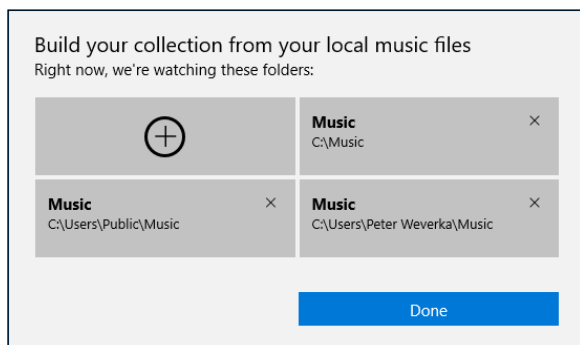 Build your collection from your local music files
Right now, we're watching these folders:
Music
C:\Music
Music
C:\Users\Public\Music
Music
C:\Users\Peter Weverka\Music
Done